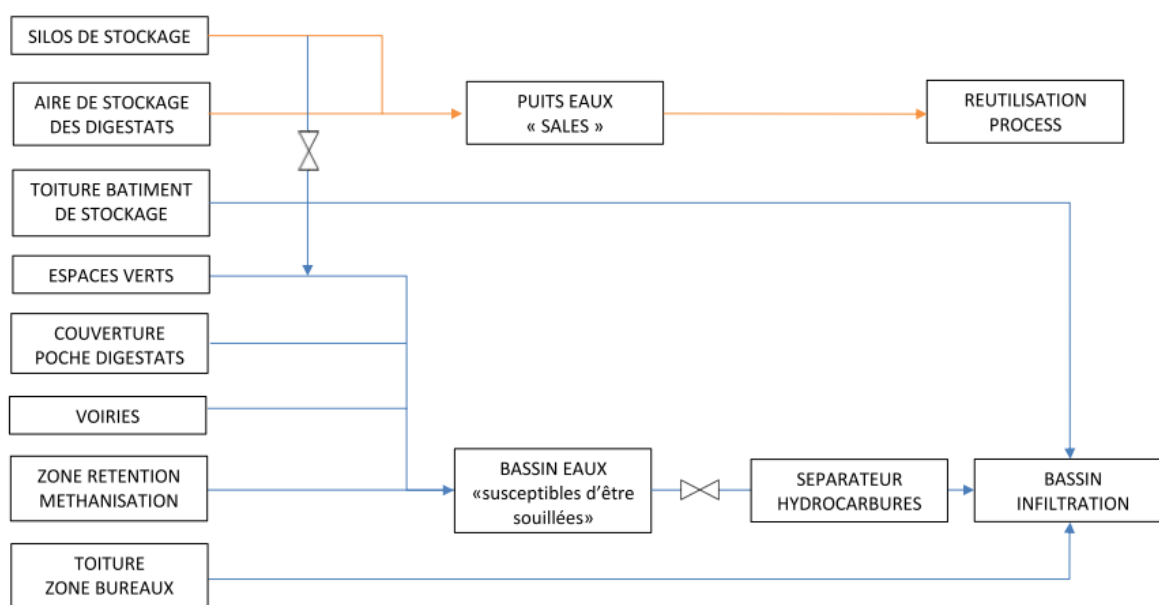 SILOS DE STOCKAGE
AIRE DE STOCKAGE
DES DIGESTATS
PUITS EAUX
« SALES »
REUTILISATION
PROCESS
TOITURE BATIMENT
DE STOCKAGE
ESPACES VERTS
COUVERTURE
POCHE DIGESTATS
VOIRIES
ZONE RETENTION
METHANISATION
BASSIN EAUX
«susceptibles d’être
souillées»
SEPARATEUR
HYDROCARBURES
BASSIN
INFILTRATION
TOITURE
ZONE BUREAUX